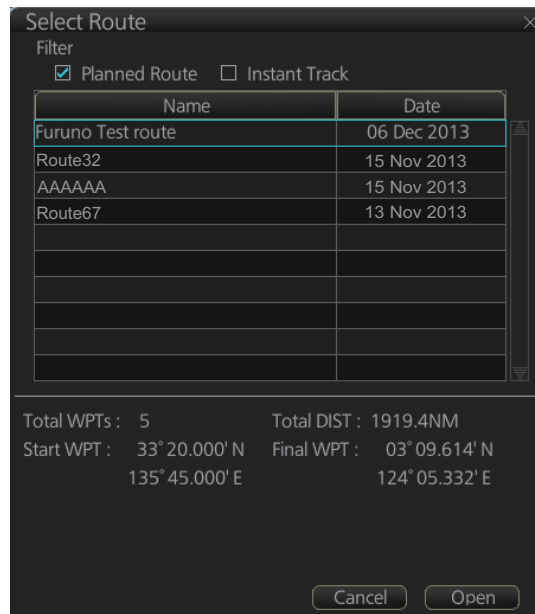 Select Route
Filter
Planned Route Instant Track
Name Date
Furuno Test route 06 Dec 2013
Route32 15 Nov 2013
AAAAAA 15 Nov 2013
Route67 13 Nov 2013
Total WPTs : 5 Total DIST : 1919.4NM
Start WPT : 33°20.000' N Final WPT : 03°09.614' N
135°45.000' E 124°05.332' E
Cancel Open